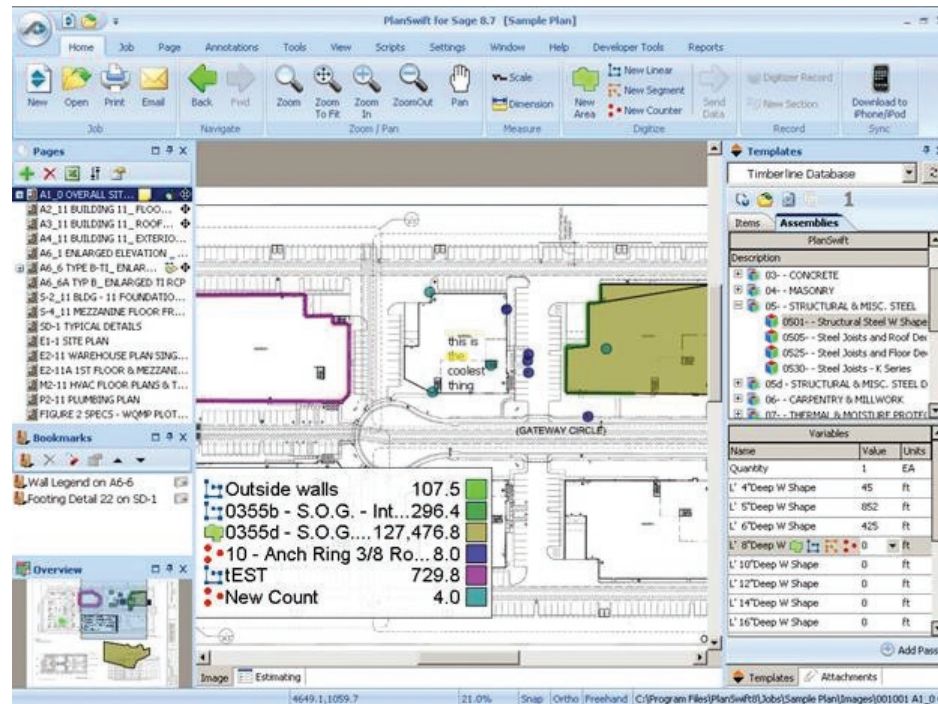 PlanSwift for Sage 8.7 [Sample Plan]
Home Job Page Annotations Tools View Scripts Settings Window Help Developer Tools Reports
New Open Print Email Back Fwd Zoom Zoom To Fit Zoom In ZoomOut Pan Scale Dimension New Area New Linear New Segment New Counter Send Data Digitizer Record New Section Download to iPhone/iPod
Job Navigate Zoom / Pan Measure Digitize Record Sync
Pages
A1_0 OVERALL SIT...
A2_11 BUILDING 11_ FLOO...
A3_11 BUILDING 11_ ROOF...
A4_11 BUILDING 11_ EXTERIO...
A6_1 ENLARGED ELEVATION _...
A6_6 TYPE B-TI_ ENLAR...
A6_6A TYP B_ ENLARGED TI RCP
S-2_11 BLDG - 11 FOUNDATIO...
S-4_11 MEZZANINE FLOOR FR...
SD-1 TYPICAL DETAILS
E1-1 SITE PLAN
E2-11 WAREHOUSE PLAN SING...
E2-11A 1ST FLOOR & MEZZANI...
M2-11 HVAC FLOOR PLANS & T...
P2-11 PLUMBING PLAN
FIGURE 2 SPECS - WQMP PLOT...
Bookmarks
Wall Legend on A6-6
Footing Detail 22 on SD-1
Overview
this is
the
coolest
thing
(GATEWAY CIRCLE)
Outside walls 107.5
0355b - S.O.G. - Int...296.4
0355d - S.O.G....127,476.8
10 - Anch Ring 3/8 Ro...8.0
tEST 729.8
New Count 4.0
Image Estimating
Templates
Timberline Database
1
Items Assemblies
PlanSwift
Description
03- - CONCRETE
04- - MASONRY
05- - STRUCTURAL & MISC. STEEL
0501- - Structural Steel W Shape
0505- - Steel Joists and Roof Dec
0525- - Steel Joists and Floor De
0530- - Steel Joists - K Series
05d - STRUCTURAL & MISC. STEEL D
06- - CARPENTRY & MILLWORK
07- - THERMAL & MOISTURE PROTEC
Variables
Name Value Units
Quantity 1 EA
L' 4"Deep W Shape 45 ft
L' 5"Deep W Shape 852 ft
L' 6"Deep W Shape 425 ft
L' 8"Deep W 0 ft
L' 10"Deep W Shape 0 ft
L' 12"Deep W Shape 0 ft
L' 14"Deep W Shape 0 ft
L' 16"Deep W Shape 0 ft
Add Pass
Templates Attachments
4649.1,1059.7 21.0% Snap Ortho Freehand C:\Program Files\PlanSwift8\Jobs\Sample Plan\Images\001001 A1_0